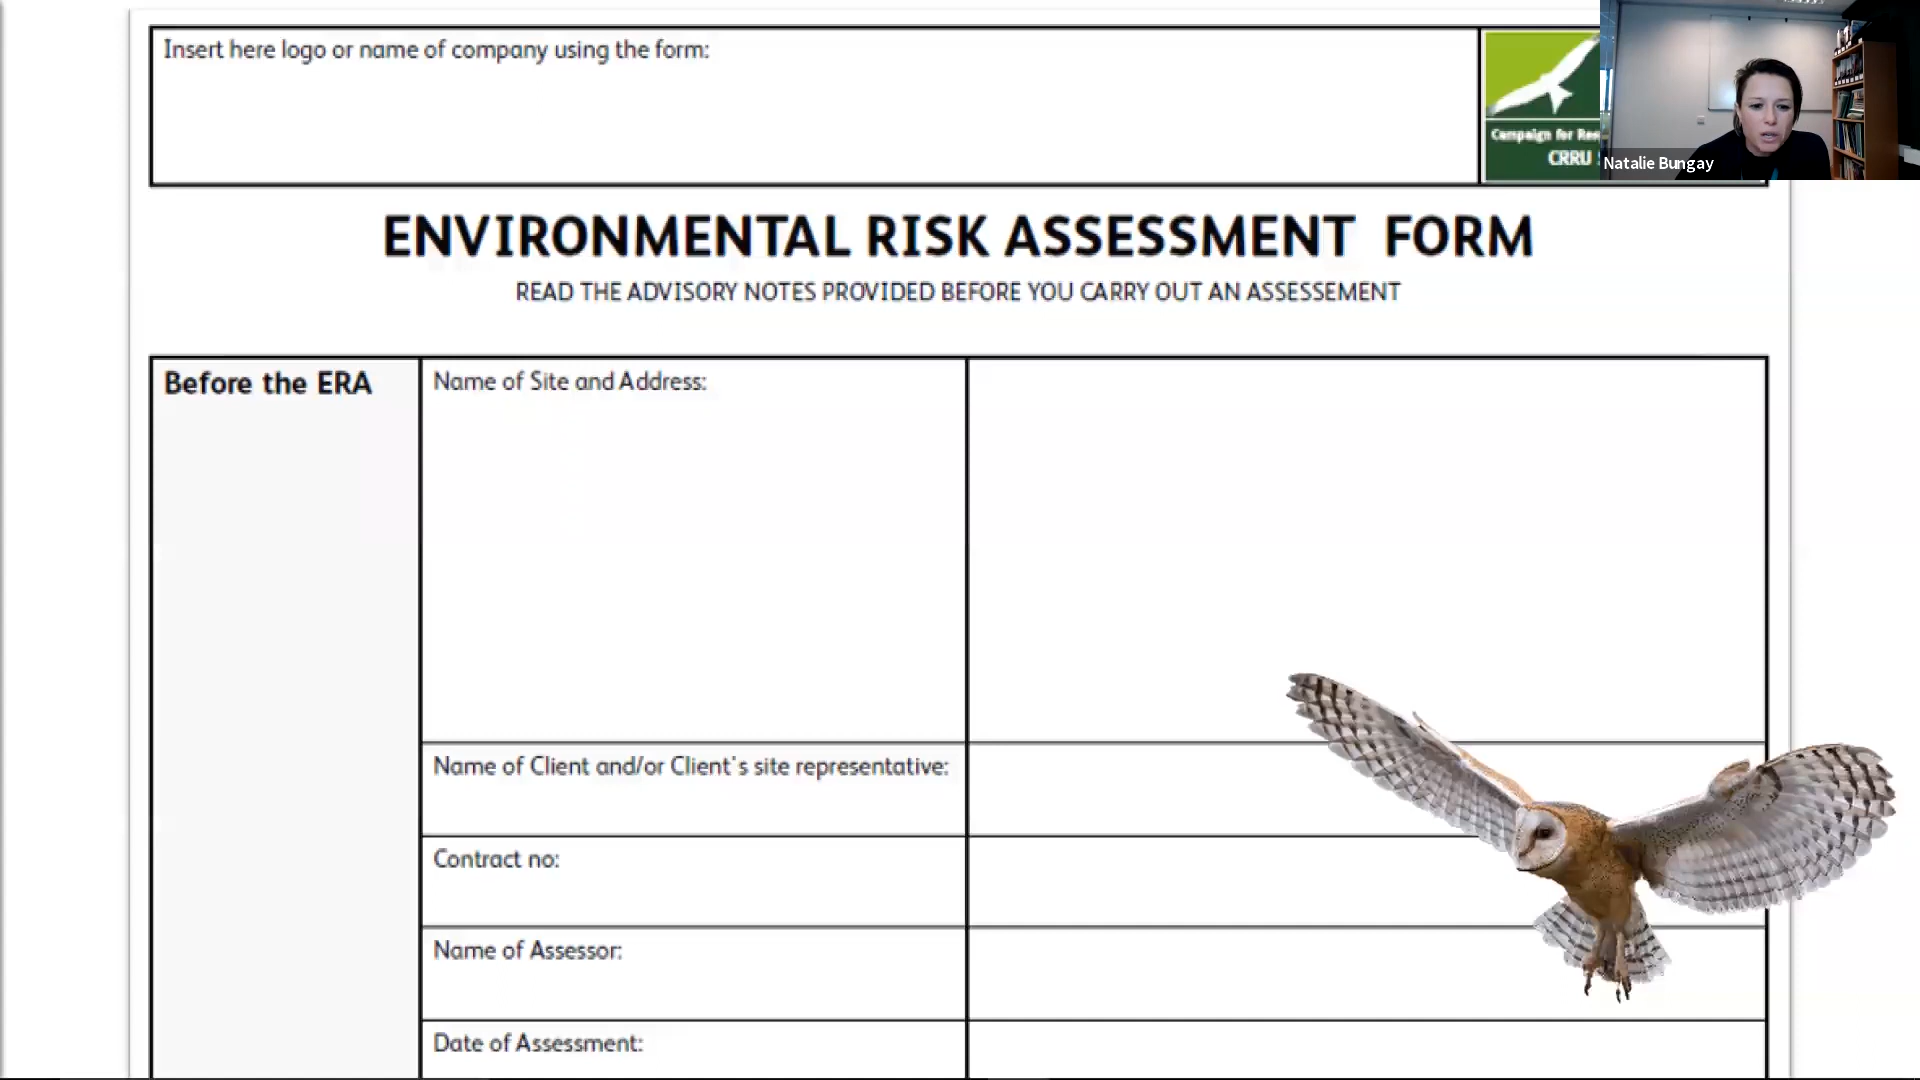 Insert here logo or name of company using the form:
Campaign for
CRRU
Natalie Bungay
ENVIRONMENTAL RISK ASSESSMENT FORM
READ THE ADVISORY NOTES PROVIDED BEFORE YOU CARRY OUT AN ASSESSEMENT
Before the ERA
Name of Site and Address:
Name of Client and/or Client's site representative:
Contract no:
Name of Assessor:
Date of Assessment: